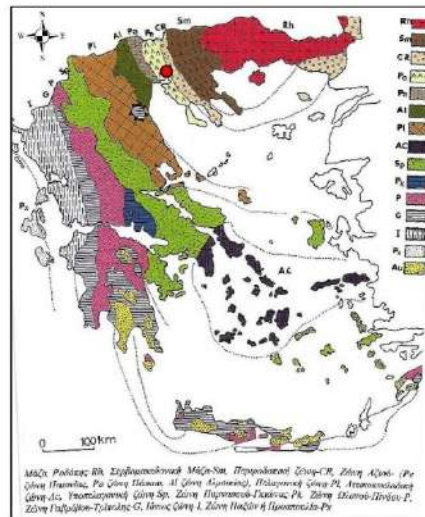 N
W
E
S
Pl
Al
Pa
Pe
CR
Sm
Rh
Sp
P
G
I
Px
AC
0 100 km
Rh
Sm
CR
Pe
Pa
Al
Pl
AC
Sp
Pk
P
G
I
Px
Au
Μάζα Ροδόπης-Rh, Σερβομακεδονική Μάζα-Sm, Περιροδοπική ζώνη-CR, Ζώνη Αξιού- (Pe
ζώνη Παιονίας, Pa ζώνη Πάικου, Al ζώνη Αλμωπίας), Πελαγονική ζώνη-Pl, Αττικοκυκλαδική
ζώνη-Ac, Υποπελαγονική ζώνη-Sp, Ζώνη Παρνασσού-Γκιώνας-Pk, Ζώνη Ωλονού-Πίνδου-P,
Ζώνη Γαβρόβου-Τρίπολης-G, Ιόνιος ζώνη-I, Ζώνη Παξών ή Προαπούλια-Px